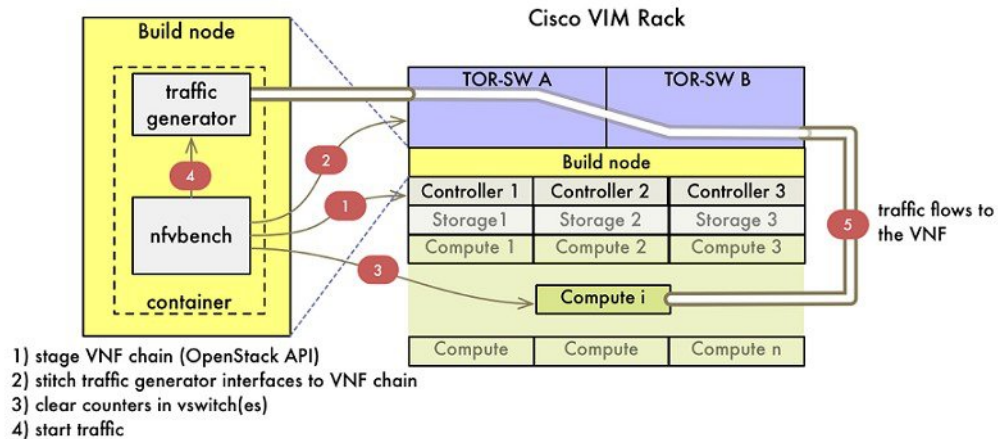 Cisco VIM Rack
Build node
traffic
generator
nfvbench
container
4
2
1
3
TOR-SW A
TOR-SW B
Build node
Controller 1
Controller 2
Controller 3
Storage1
Storage 2
Storage 3
Compute 1
Compute 2
Compute 3
Compute i
Compute
Compute
Compute n
5
traffic flows to
the VNF
1) stage VNF chain (OpenStack API)
2) stitch traffic generator interfaces to VNF chain
3) clear counters in vswitch(es)
4) start traffic